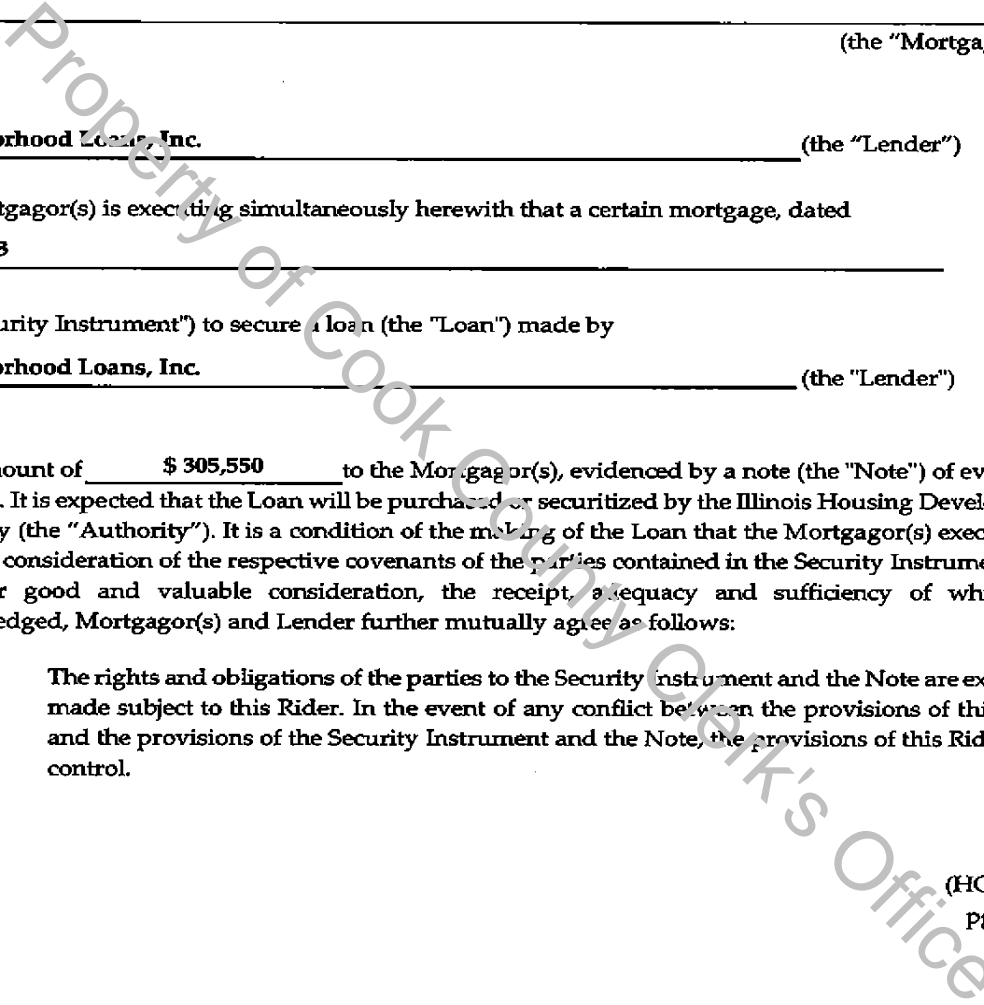 (the "Mortga
orhood Loans, Inc. (the "Lender")
tgagor(s) is executing simultaneously herewith that a certain mortgage, dated
3
urity Instrument") to secure a loan (the "Loan") made by
orhood Loans, Inc. (the "Lender")
nount of $ 305,550 to the Mortgagor(s), evidenced by a note (the "Note") of ev
. It is expected that the Loan will be purchased or securitized by the Illinois Housing Devel
y (the "Authority"). It is a condition of the making of the Loan that the Mortgagor(s) exec
consideration of the respective covenants of the parties contained in the Security Instrume
r good and valuable consideration, the receipt, adequacy and sufficiency of wh
edged, Mortgagor(s) and Lender further mutually agree as follows:
The rights and obligations of the parties to the Security Instrument and the Note are ex
made subject to this Rider. In the event of any conflict between the provisions of thi
and the provisions of the Security Instrument and the Note, the provisions of this Rid
control.
(HO
pa
Property of Cook County Clerk's Office